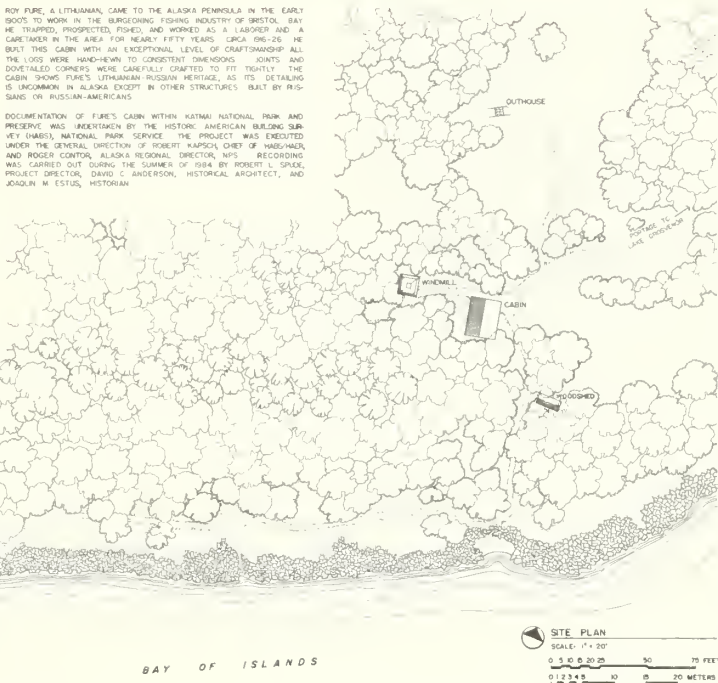 ROY FURE, A LITHUANIAN, CAME TO THE ALASKA PENINSULA IN THE EARLY
1900'S TO WORK IN THE BURGEONING FISHING INDUSTRY OF BRISTOL BAY
HE TRAPPED, PROSPECTED, FISHED, AND WORKED AS A LABORER AND A
CARETAKER IN THE AREA FOR NEARLY FIFTY YEARS CIRCA 1916-26 HE
BUILT THIS CABIN WITH AN EXCEPTIONAL LEVEL OF CRAFTSMANSHIP ALL
THE LOGS WERE HAND-HEWN TO CONSISTENT DIMENSIONS JOINTS AND
DOVETAILED CORNERS WERE CAREFULLY CRAFTED TO FIT TIGHTLY THE
CABIN SHOWS FURE'S LITHUANIAN-RUSSIAN HERITAGE, AS ITS DETAILING
IS UNCOMMON IN ALASKA EXCEPT IN OTHER STRUCTURES BUILT BY RUS-
SIANS OR RUSSIAN-AMERICANS
DOCUMENTATION OF FURE'S CABIN WITHIN KATMAI NATIONAL PARK AND
PRESERVE WAS UNDERTAKEN BY THE HISTORIC AMERICAN BUILDING SUR-
VEY (HABS), NATIONAL PARK SERVICE THE PROJECT WAS EXECUTED
UNDER THE GENERAL DIRECTION OF ROBERT KAPSCH, CHIEF OF HABS/HAER,
AND ROGER CONTOR, ALASKA REGIONAL DIRECTOR, NPS RECORDING
WAS CARRIED OUT DURING THE SUMMER OF 1984 BY ROBERT L SPUDE,
PROJECT DIRECTOR, DAVID C ANDERSON, HISTORICAL ARCHITECT, AND
JOAQLIN M ESTUS, HISTORIAN
OUTHOUSE
PORTAGE TO
LAKE GROSVENOR
WINDMILL
CABIN
WOODSHED
BAY OF ISLANDS
SITE PLAN
SCALE: 1" = 20'
0 5 10 15 20 25 50 75 FEET
0 1 2 3 4 5 10 15 20 METERS